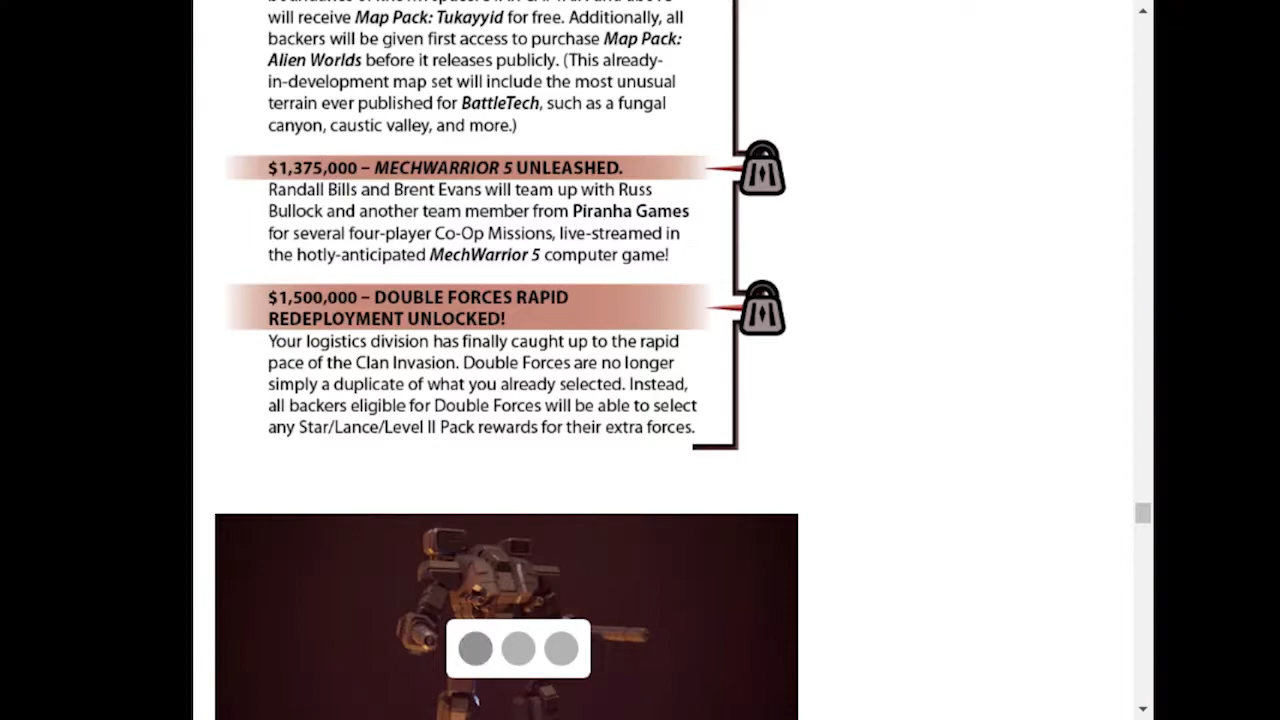 will receive Map Pack: Tukayyid for free. Additionally, all
backers will be given first access to purchase Map Pack:
Alien Worlds before it releases publicly. (This already-
in-development map set will include the most unusual
terrain ever published for BattleTech, such as a fungal
canyon, caustic valley, and more.)
$1,375,000 – MECHWARRIOR 5 UNLEASHED.
Randall Bills and Brent Evans will team up with Russ
Bullock and another team member from Piranha Games
for several four-player Co-Op Missions, live-streamed in
the hotly-anticipated MechWarrior 5 computer game!
$1,500,000 – DOUBLE FORCES RAPID
REDEPLOYMENT UNLOCKED!
Your logistics division has finally caught up to the rapid
pace of the Clan Invasion. Double Forces are no longer
simply a duplicate of what you already selected. Instead,
all backers eligible for Double Forces will be able to select
any Star/Lance/Level II Pack rewards for their extra forces.